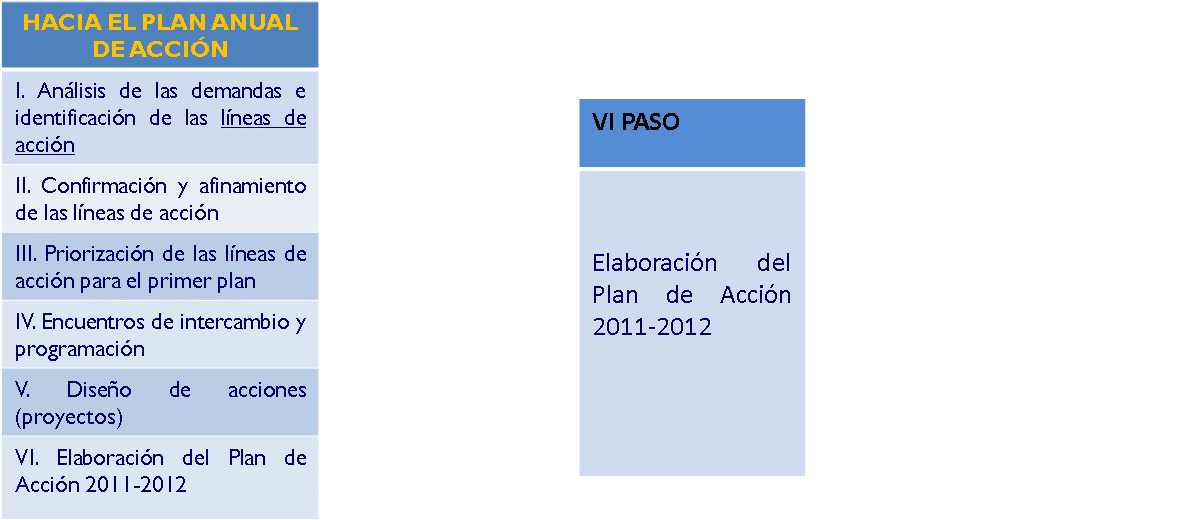 HACIA EL PLAN ANUAL
DE ACCIÓN
I. Análisis de las demandas e
identificación de las líneas de
acción
II. Confirmación y afinamiento
de las líneas de acción
III. Priorización de las líneas de
acción para el primer plan
IV. Encuentros de intercambio y
programación
V. Diseño de acciones
(proyectos)
VI. Elaboración del Plan de
Acción 2011-2012
VI PASO
Elaboración del
Plan de Acción
2011-2012